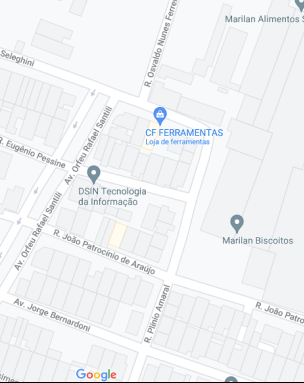 Marilan Alimentos S
R. Osvaldo Nunes Ferre
Seleghini
CF FERRAMENTAS
Loja de ferramentas
Av. Orfeu Rafael Santili
R. Eugênio Pessine
DSIN Tecnologia
da Informação
Av. Orfeu Rafael Santili
Marilan Biscoitos
R. João Patrocínio de Araújo
R. Plínio Amaral
R. João Patro
Av. Jorge Bernardoni
Google